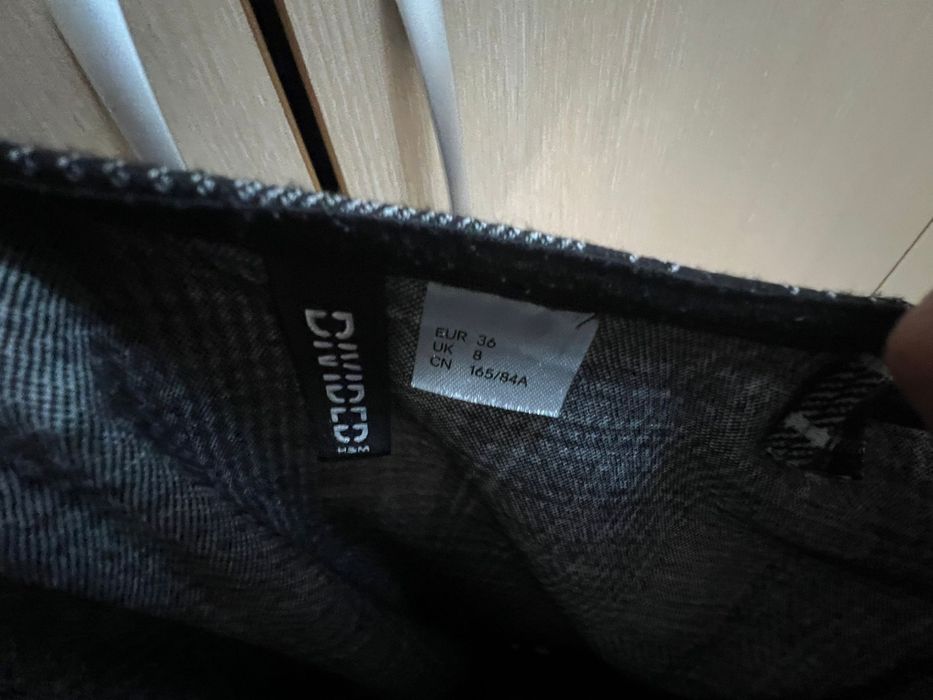 DIVIDED
H&M
EUR 36
UK 8
CN 165/84A